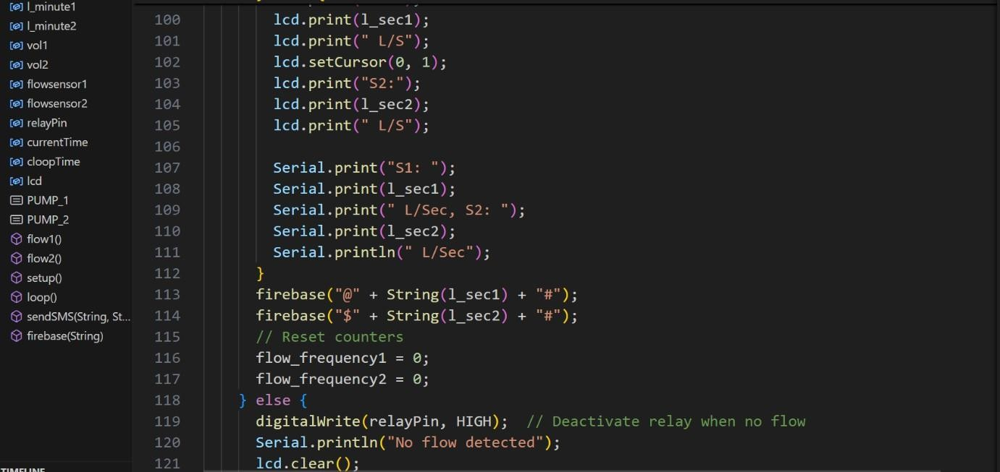 l_minute1
l_minute2
vol1
vol2
flowsensor1
flowsensor2
relayPin
currentTime
cloopTime
lcd
PUMP_1
PUMP_2
flow1()
flow2()
setup()
loop()
sendSMS(String, St...
firebase(String)
TIMELINE
100 lcd.print(l_sec1);
101 lcd.print(" L/S");
102 lcd.setCursor(0, 1);
103 lcd.print("S2:");
104 lcd.print(l_sec2);
105 lcd.print(" L/S");
106
107 Serial.print("S1: ");
108 Serial.print(l_sec1);
109 Serial.print(" L/Sec, S2: ");
110 Serial.print(l_sec2);
111 Serial.println(" L/Sec");
112 }
113 firebase("@" + String(l_sec1) + "#");
114 firebase("$" + String(l_sec2) + "#");
115 // Reset counters
116 flow_frequency1 = 0;
117 flow_frequency2 = 0;
118 } else {
119 digitalWrite(relayPin, HIGH);  // Deactivate relay when no flow
120 Serial.println("No flow detected");
121 lcd.clear();